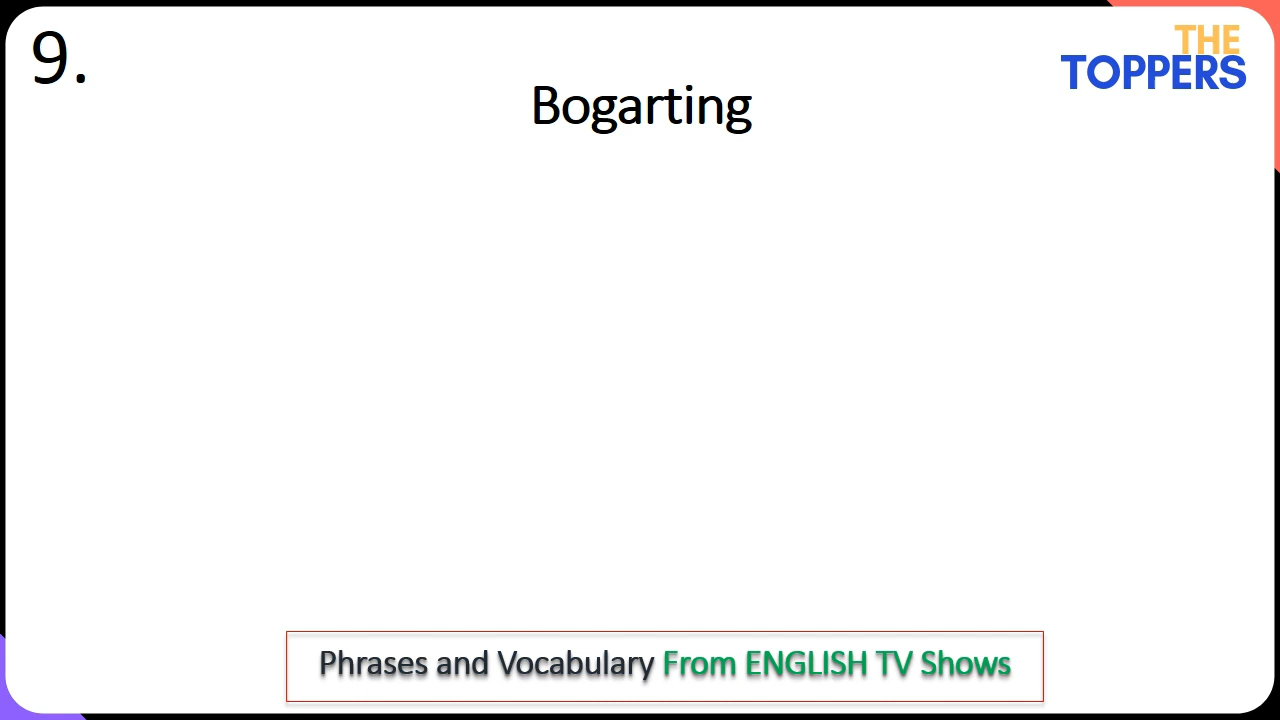 9.
THE
TOPPERS
Bogarting
Phrases and Vocabulary From ENGLISH TV Shows